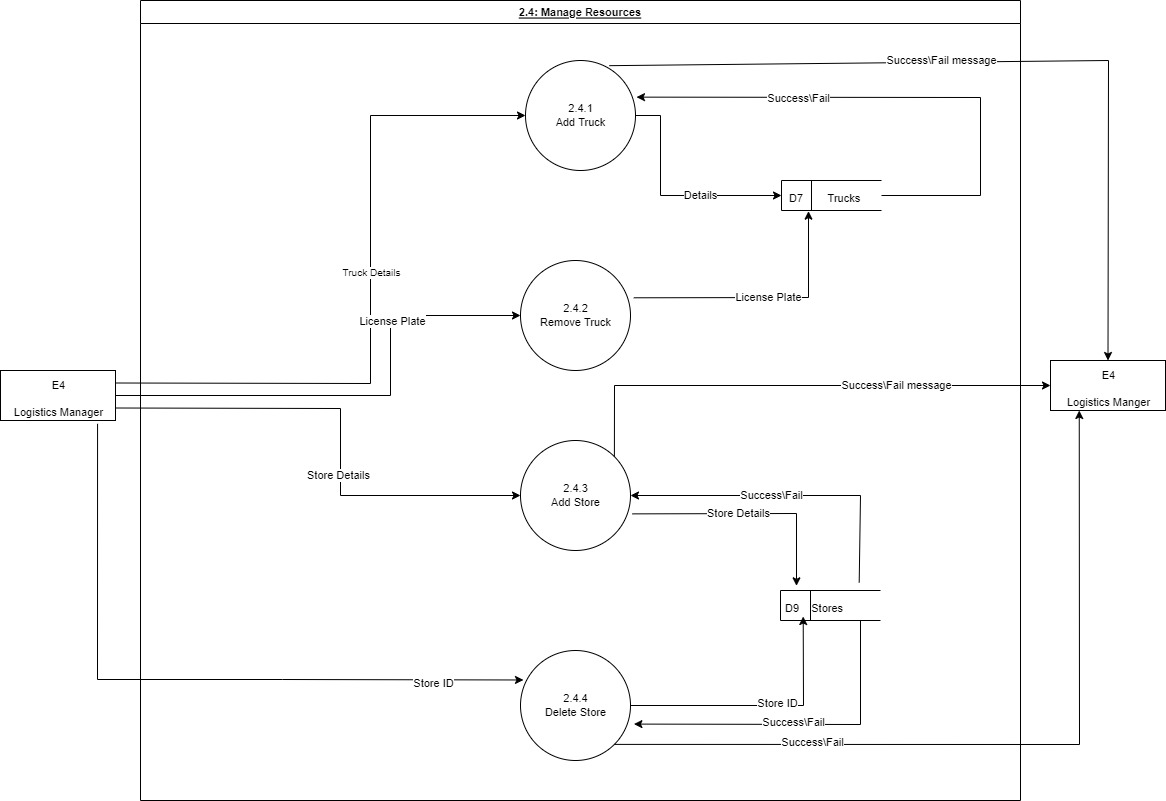 2.4: Manage Resources
Success\Fail message
2.4.1
Add Truck
Success\Fail
Details
D7
Trucks
Truck Details
License Plate
2.4.2
Remove Truck
License Plate
E4
Logistics Manager
E4
Logistics Manger
Success\Fail message
Store Details
2.4.3
Add Store
Success\Fail
Store Details
D9
Stores
Store ID
2.4.4
Delete Store
Store ID
Success\Fail
Success\Fail